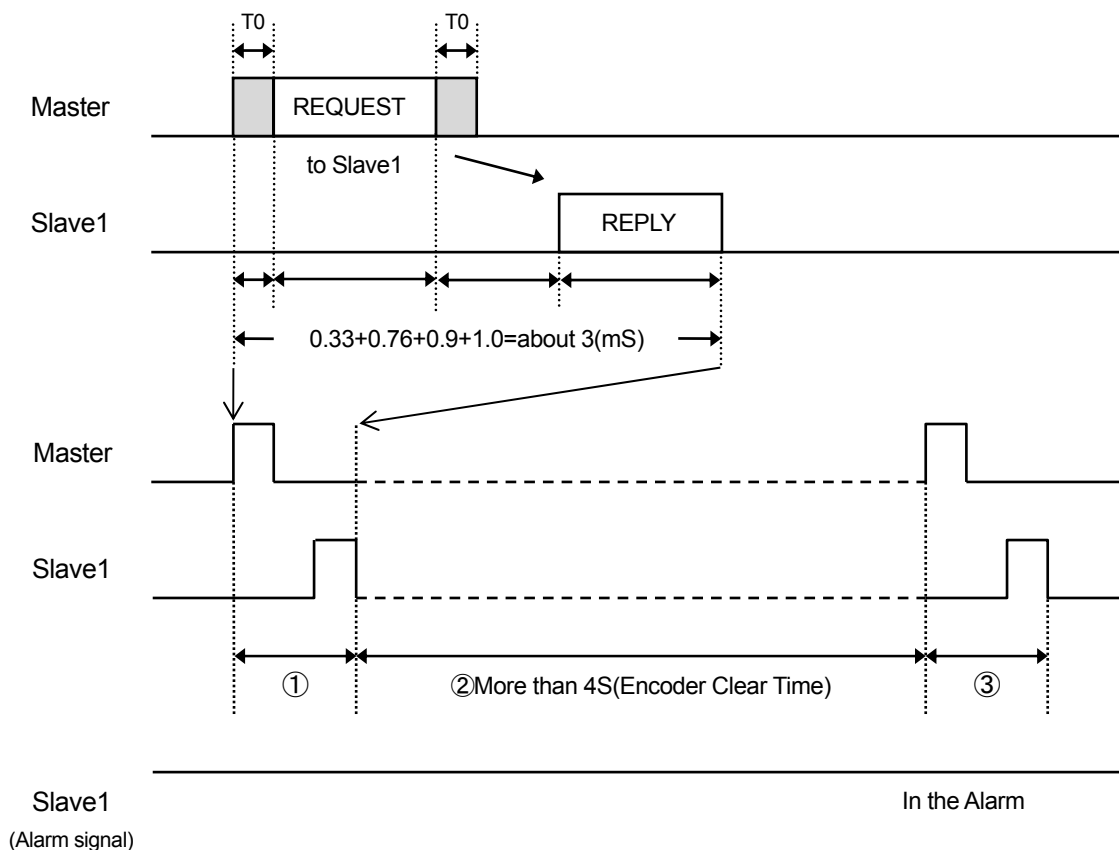 T0 T0
Master
REQUEST
to Slave1
Slave1
REPLY
0.33+0.76+0.9+1.0=about 3(mS)
Master
Slave1
① ②More than 4S(Encoder Clear Time) ③
Slave1
(Alarm signal)
In the Alarm